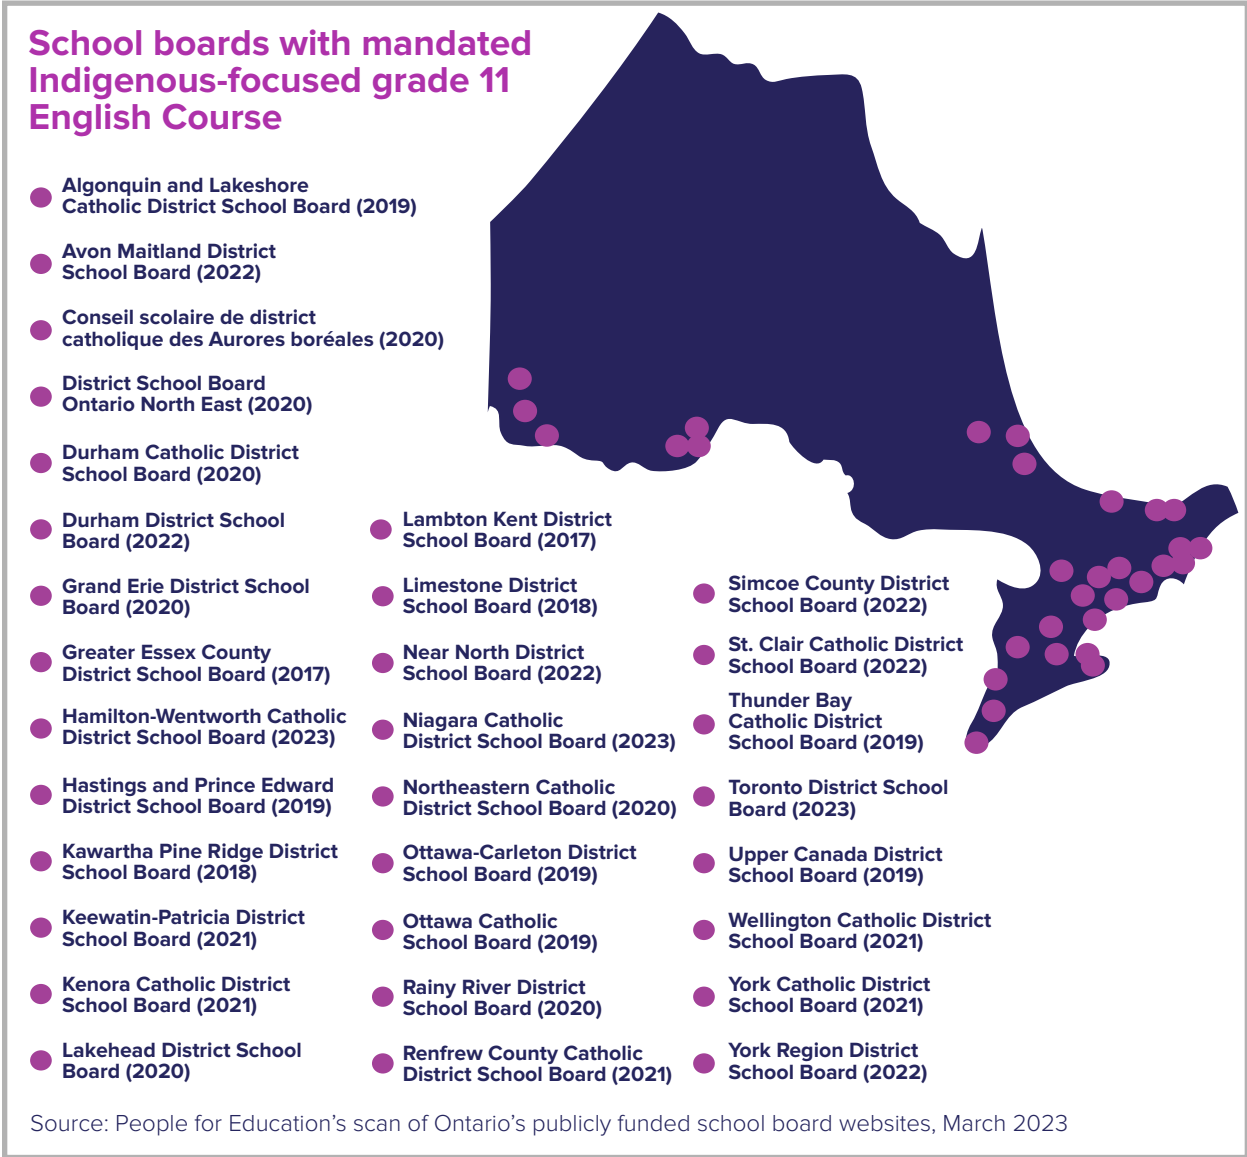 School boards with mandated
Indigenous-focused grade 11
English Course
Algonquin and Lakeshore
Catholic District School Board (2019)
Avon Maitland District
School Board (2022)
Conseil scolaire de district
catholique des Aurores boréales (2020)
District School Board
Ontario North East (2020)
Durham Catholic District
School Board (2020)
Durham District School
Board (2022)
Grand Erie District School
Board (2020)
Greater Essex County
District School Board (2017)
Hamilton-Wentworth Catholic
District School Board (2023)
Hastings and Prince Edward
District School Board (2019)
Kawartha Pine Ridge District
School Board (2018)
Keewatin-Patricia District
School Board (2021)
Kenora Catholic District
School Board (2021)
Lakehead District School
Board (2020)
Lambton Kent District
School Board (2017)
Limestone District
School Board (2018)
Near North District
School Board (2022)
Niagara Catholic
District School Board (2023)
Northeastern Catholic
District School Board (2020)
Ottawa-Carleton District
School Board (2019)
Ottawa Catholic
School Board (2019)
Rainy River District
School Board (2020)
Renfrew County Catholic
District School Board (2021)
Simcoe County District
School Board (2022)
St. Clair Catholic District
School Board (2022)
Thunder Bay
Catholic District
School Board (2019)
Toronto District School
Board (2023)
Upper Canada District
School Board (2019)
Wellington Catholic District
School Board (2021)
York Catholic District
School Board (2021)
York Region District
School Board (2022)
Source: People for Education’s scan of Ontario’s publicly funded school board websites, March 2023